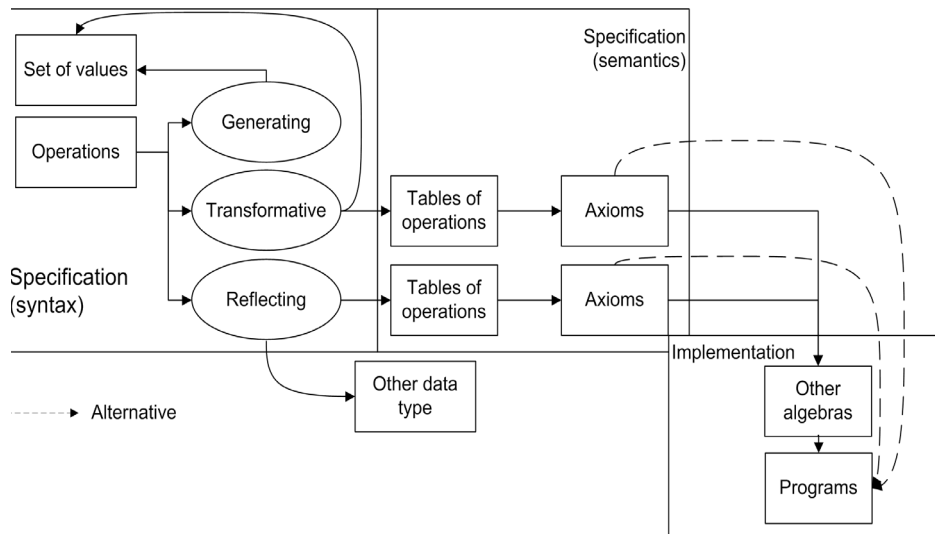 Specification
(semantics)
Set of values
Generating
Operations
Transformative
Tables of
operations
Axioms
Specification
(syntax)
Reflecting
Tables of
operations
Axioms
Implementation
Other data
type
Other
algebras
Alternative
Programs